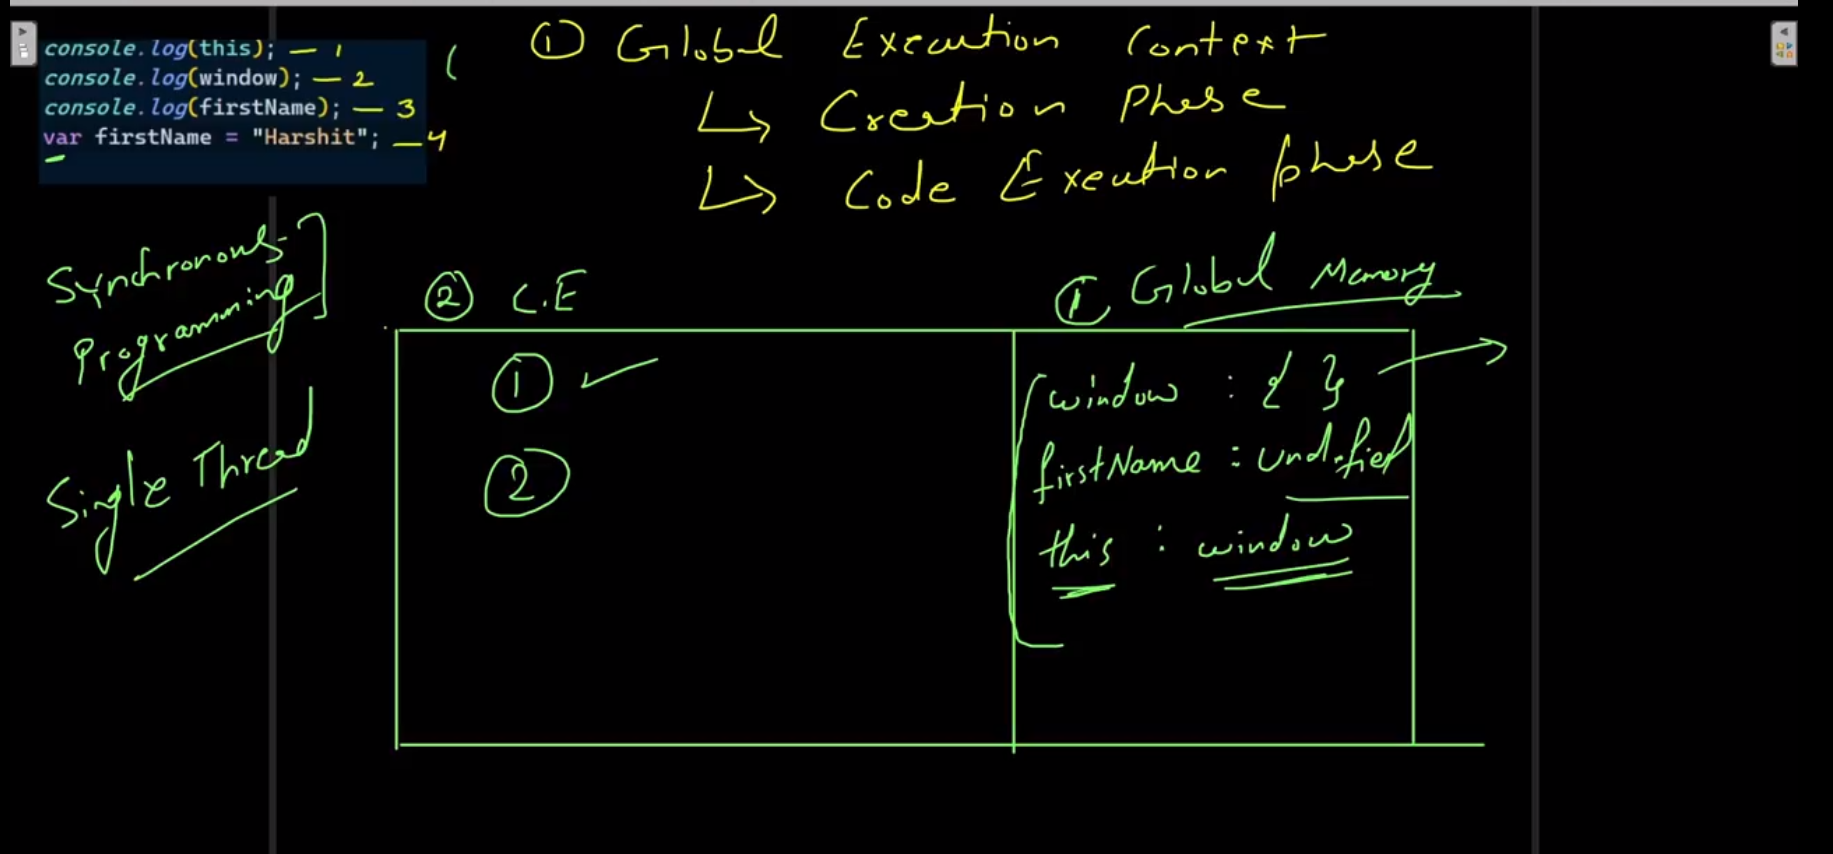 console.log(this); — 1
console.log(window); — 2
console.log(firstName); — 3
var firstName = "Harshit"; — 4
① Global Execution Context
↳ Creation Phase
↳ Code Execution phase
Synchronous
Programming
Single Thread
② C.E
① ✓
②
① Global Memory
window : { } →
firstName : undefied
this : window